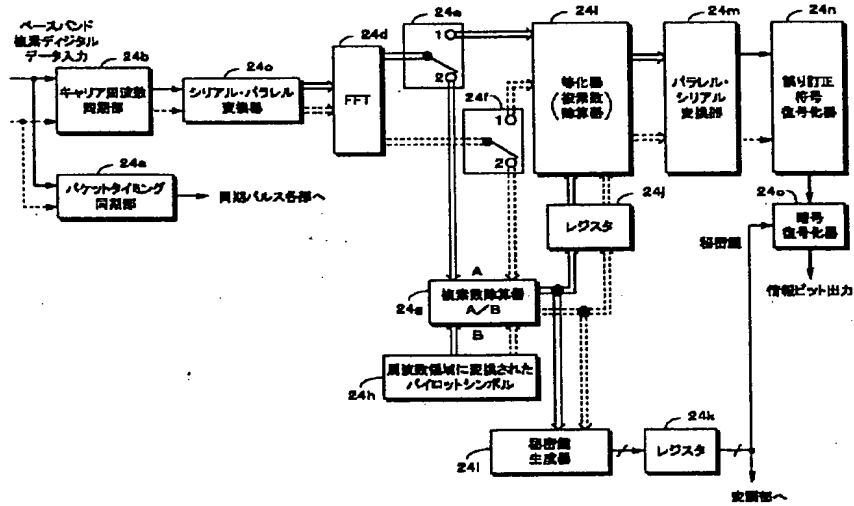 ベースバンド
複素ディジタル
データ入力
24b
キャリア周波数
同期部
24c
シリアル・パラレル
変換器
24d
FFT
24e
1
2
24f
1
2
24i
等化器
(複素数
除算器)
24m
パラレル・
シリアル
変換部
24n
誤り訂正
符号
復号化器
24a
パケットタイミング
同期部
同期パルス各部へ
24j
レジスタ
24o
暗号
復号化器
秘密鍵
情報ビット出力
A
複素数除算器
A/B
24g
B
周波数領域に変換された
パイロットシンボル
24h
秘密鍵
生成器
24l
24k
レジスタ
変調部へ